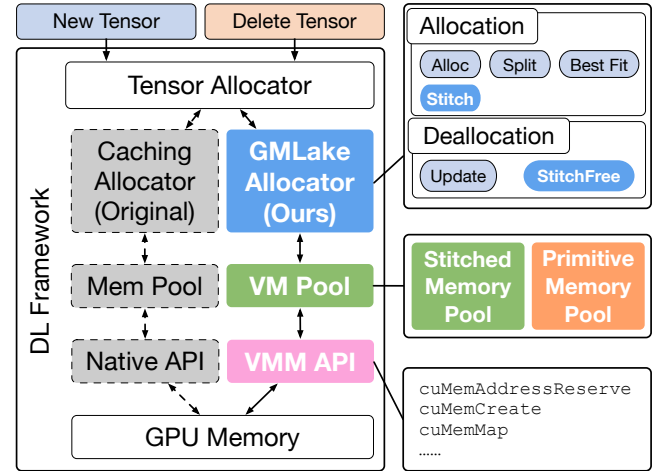 New Tensor
Delete Tensor
DL Framework
Tensor Allocator
Caching
Allocator
(Original)
GMLake
Allocator
(Ours)
Mem Pool
VM Pool
Native API
VMM API
GPU Memory
Allocation
Alloc
Split
Best Fit
Stitch
Deallocation
Update
StitchFree
Stitched
Memory
Pool
Primitive
Memory
Pool
cuMemAddressReserve
cuMemCreate
cuMemMap
......